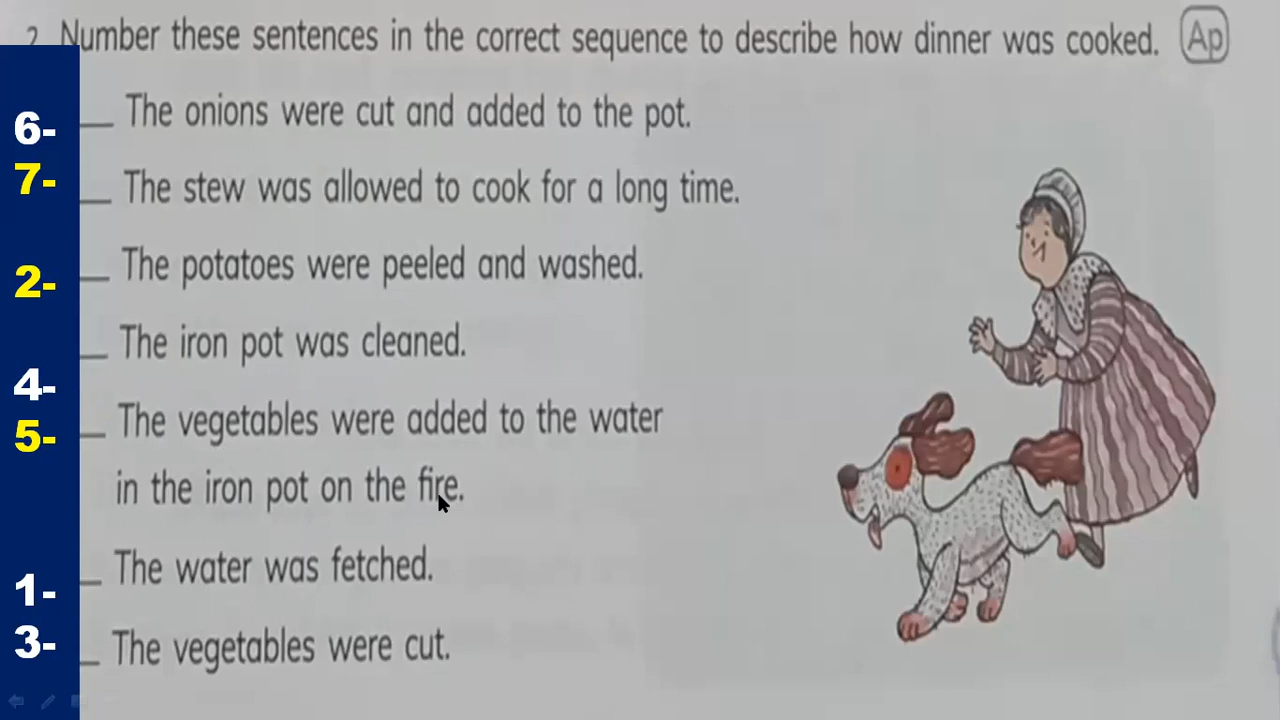 2. Number these sentences in the correct sequence to describe how dinner was cooked. Ap
6- __ The onions were cut and added to the pot.
7- __ The stew was allowed to cook for a long time.
2- __ The potatoes were peeled and washed.
4- __ The iron pot was cleaned.
5- __ The vegetables were added to the water
in the iron pot on the fire.
1- __ The water was fetched.
3- __ The vegetables were cut.